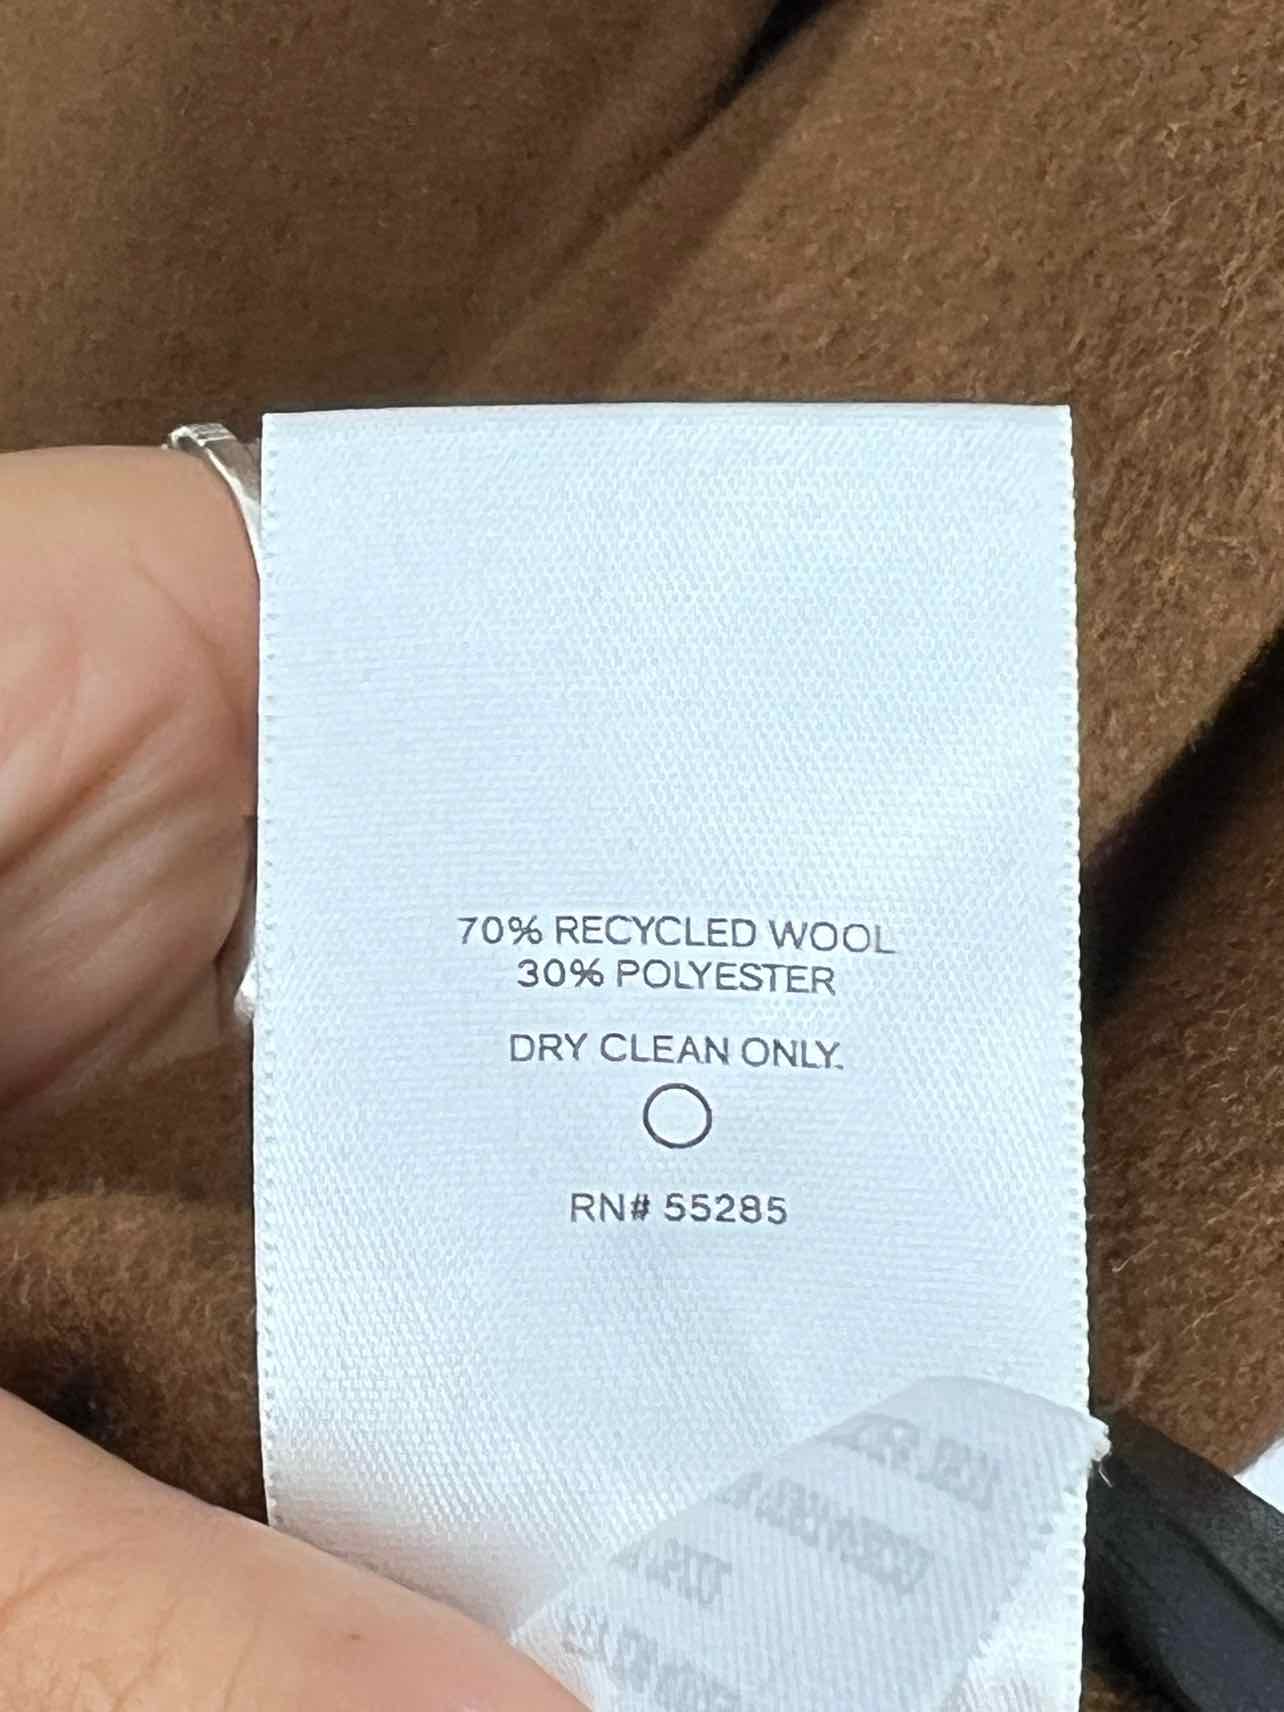 70% RECYCLED WOOL
30% POLYESTER
DRY CLEAN ONLY.
RN# 55285